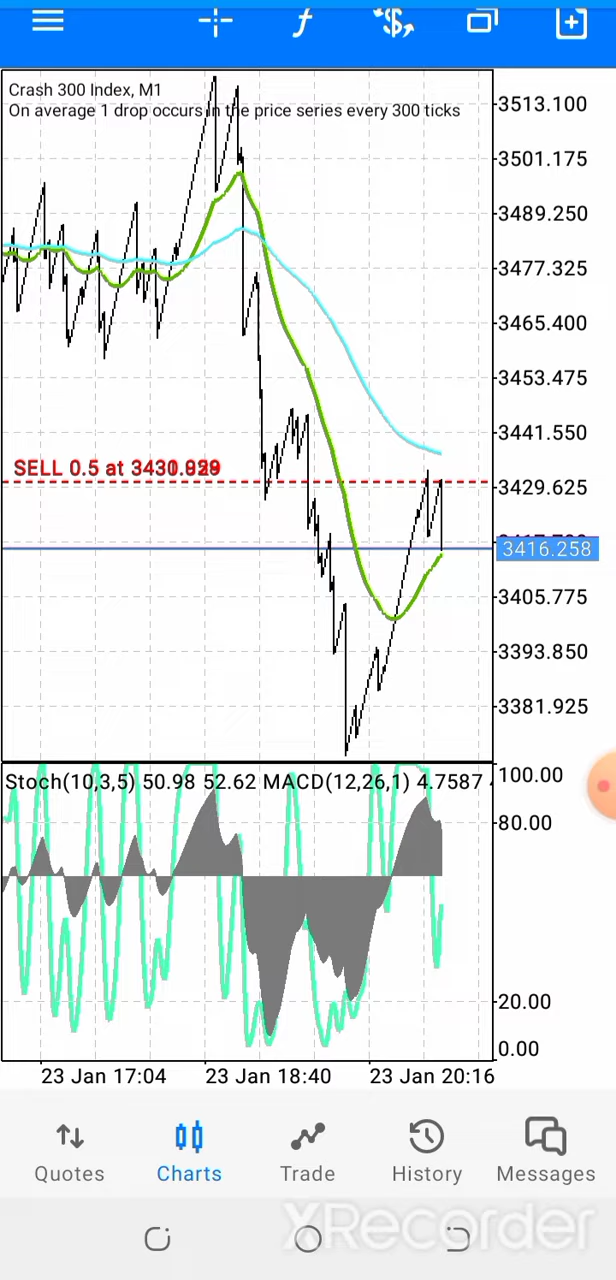 Crash 300 Index, M1
On average 1 drop occurs in the price series every 300 ticks
3513.100
3501.175
3489.250
3477.325
3465.400
3453.475
3441.550
SELL 0.5 at
3429.625
3416.258
3405.775
3393.850
3381.925
Stoch(10,3,5) 50.98 52.62 MACD(12,26,1) 4.7587
100.00
80.00
20.00
0.00
23 Jan 17:04 23 Jan 18:40 23 Jan 20:16
Quotes Charts Trade History Messages
XRecorder